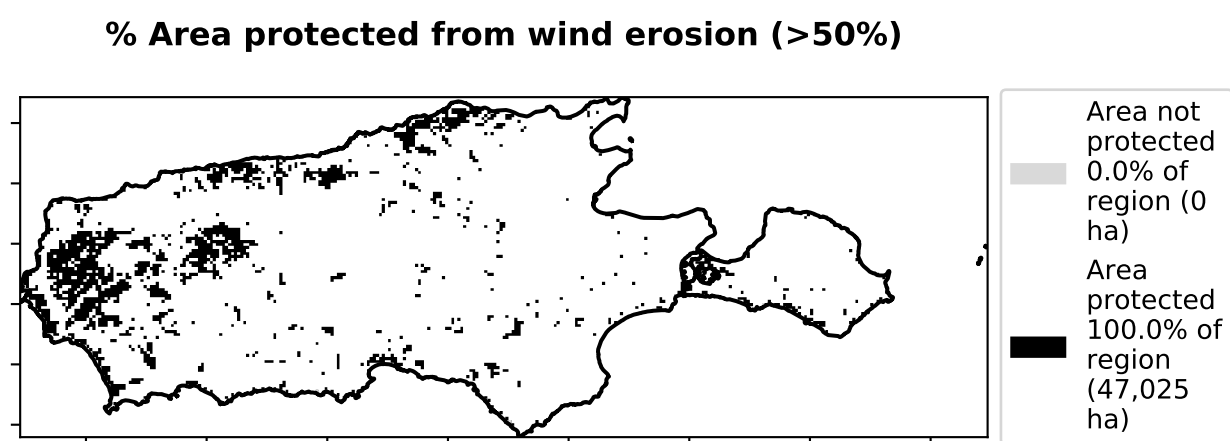 % Area protected from wind erosion (>50%)
Area not
protected
0.0% of
region (0
ha)
Area
protected
100.0% of
region
(47,025
ha)